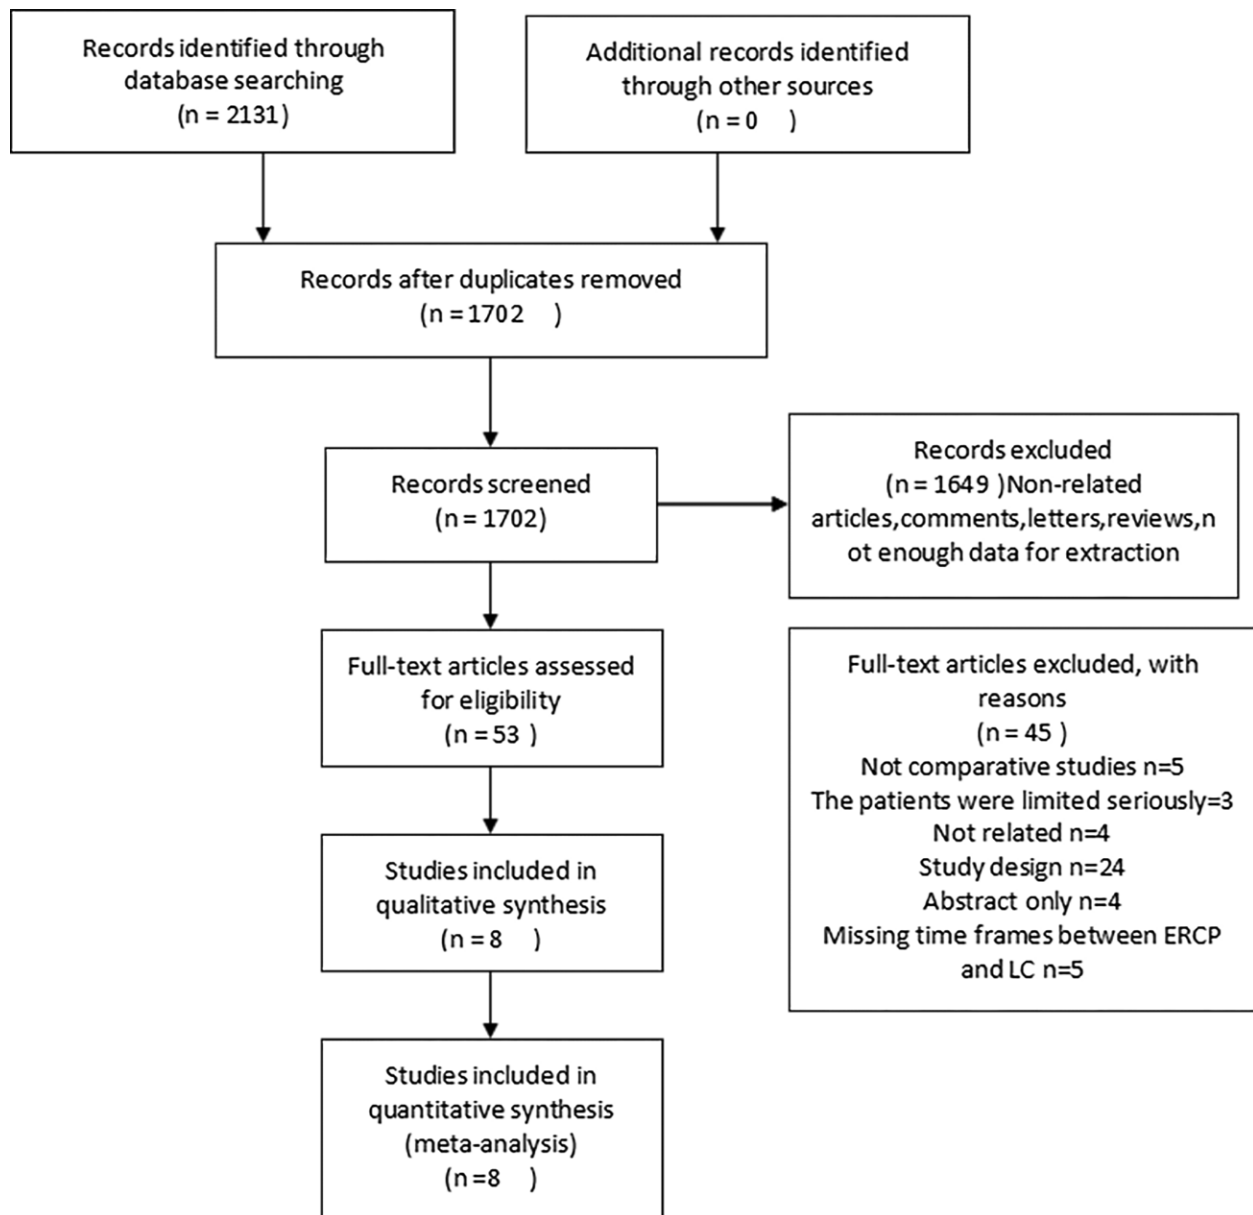 Records identified through
database searching
(n = 2131)
Additional records identified
through other sources
(n = 0 )
Records after duplicates removed
(n = 1702 )
Records screened
(n = 1702)
Records excluded
(n = 1649 )Non-related
articles,comments,letters,reviews,n
ot enough data for extraction
Full-text articles assessed
for eligibility
(n = 53 )
Full-text articles excluded, with
reasons
(n = 45 )
Not comparative studies n=5
The patients were limited seriously=3
Not related n=4
Study design n=24
Abstract only n=4
Missing time frames between ERCP
and LC n=5
Studies included in
qualitative synthesis
(n = 8 )
Studies included in
quantitative synthesis
(meta-analysis)
(n =8 )